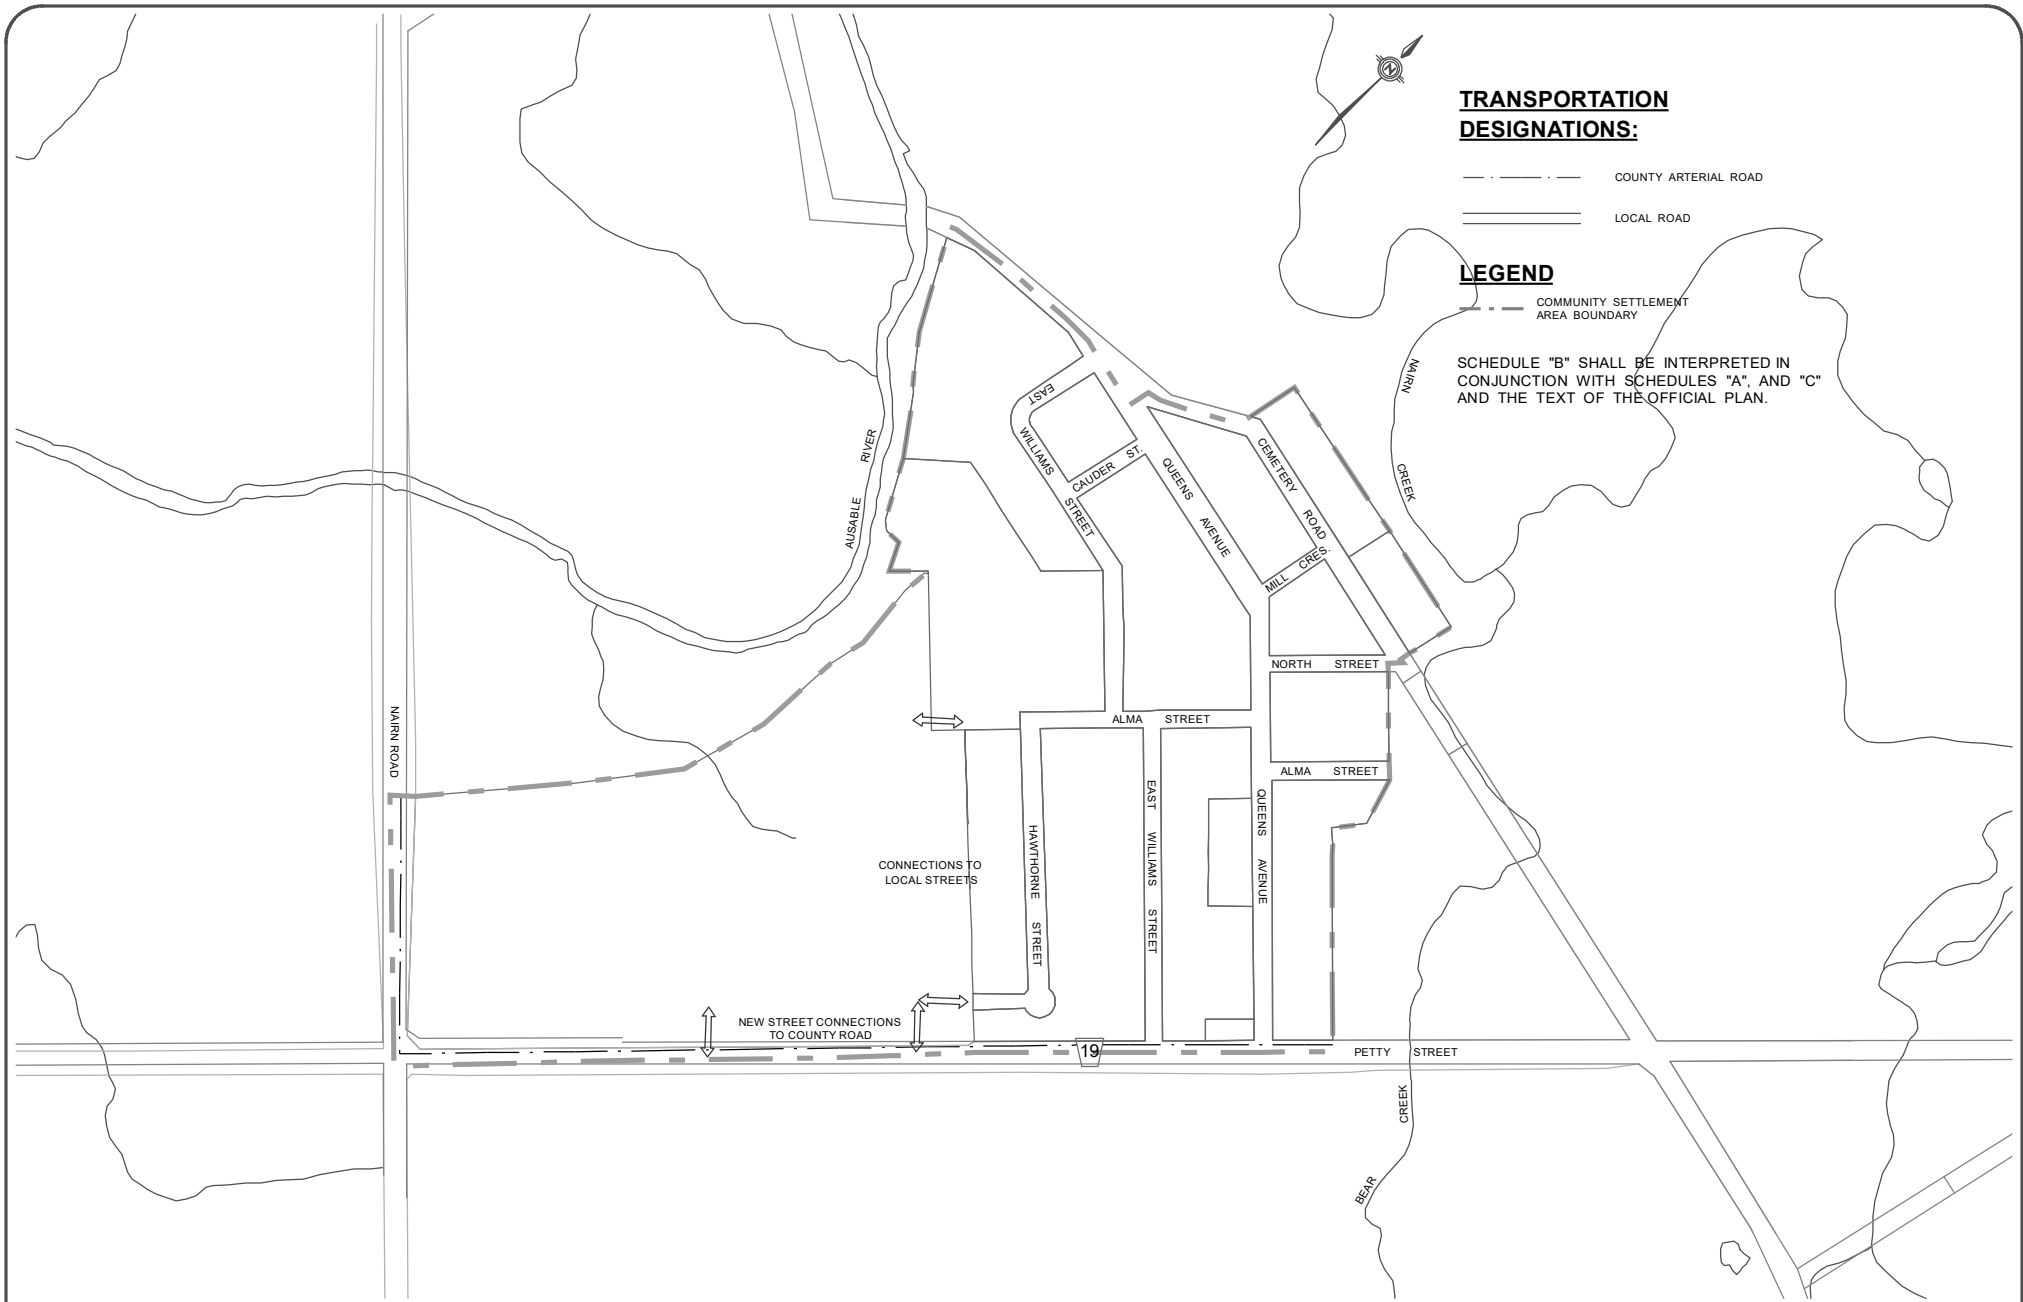 N
TRANSPORTATION
DESIGNATIONS:
COUNTY ARTERIAL ROAD
LOCAL ROAD
LEGEND
COMMUNITY SETTLEMENT
AREA BOUNDARY
SCHEDULE "B" SHALL BE INTERPRETED IN
CONJUNCTION WITH SCHEDULES "A", AND "C"
AND THE TEXT OF THE OFFICIAL PLAN.
NAIRN
CREEK
EAST
WILLIAMS
STREET
CAUDER ST.
QUEENS
AVENUE
CEMETERY
ROAD
MILL CRES.
AUSABLE RIVER
NORTH STREET
ALMA STREET
ALMA STREET
NAIRN ROAD
EAST WILLIAMS STREET
QUEENS AVENUE
HAWTHORNE STREET
CONNECTIONS TO
LOCAL STREETS
NEW STREET CONNECTIONS
TO COUNTY ROAD
19
PETTY STREET
BEAR CREEK